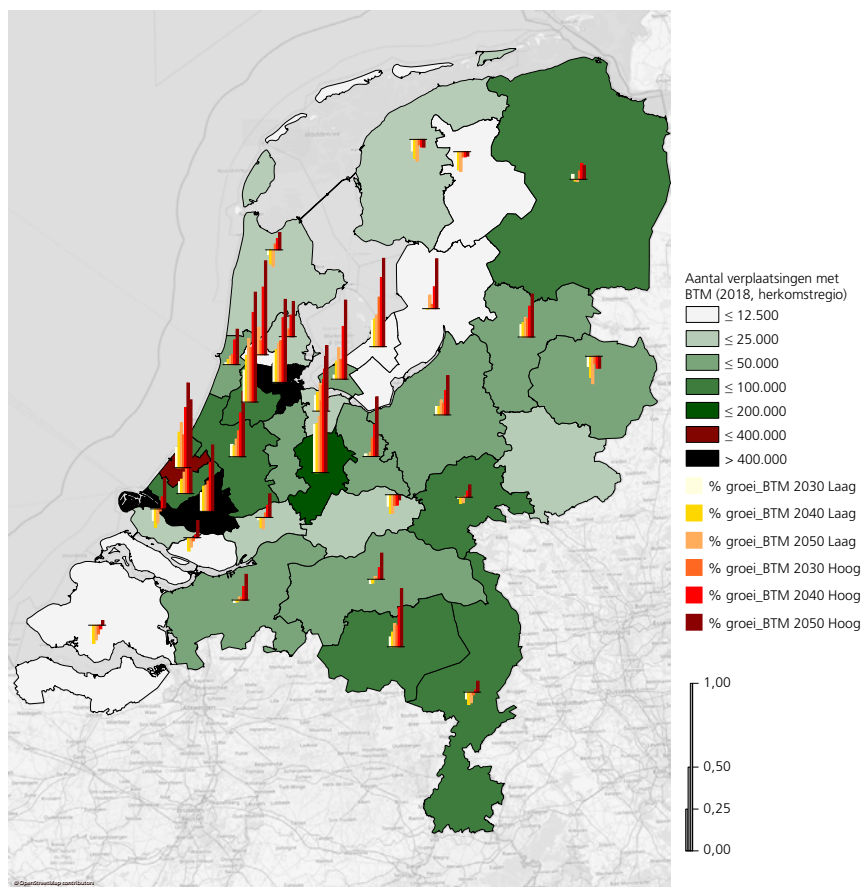 Aantal verplaatsingen met
BTM (2018, herkomstregio)
≤ 12.500
≤ 25.000
≤ 50.000
≤ 100.000
≤ 200.000
≤ 400.000
> 400.000
% groei_BTM 2030 Laag
% groei_BTM 2040 Laag
% groei_BTM 2050 Laag
% groei_BTM 2030 Hoog
% groei_BTM 2040 Hoog
% groei_BTM 2050 Hoog
1,00
0,50
0,25
0,00
© OpenStreetMap contributors